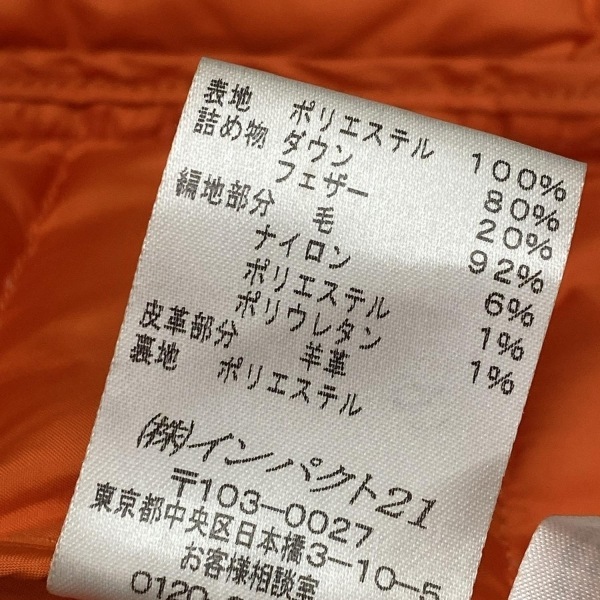 表地 ポリエステル 100%
詰め物 ダウン 80%
フェザー 20%
編地部分 毛 92%
ナイロン 6%
ポリエステル 1%
ポリウレタン 1%
皮革部分 羊革
裏地 ポリエステル
(株)インパクト21
〒103-0027
東京都中央区日本橋3-10-5
お客様相談室
0120